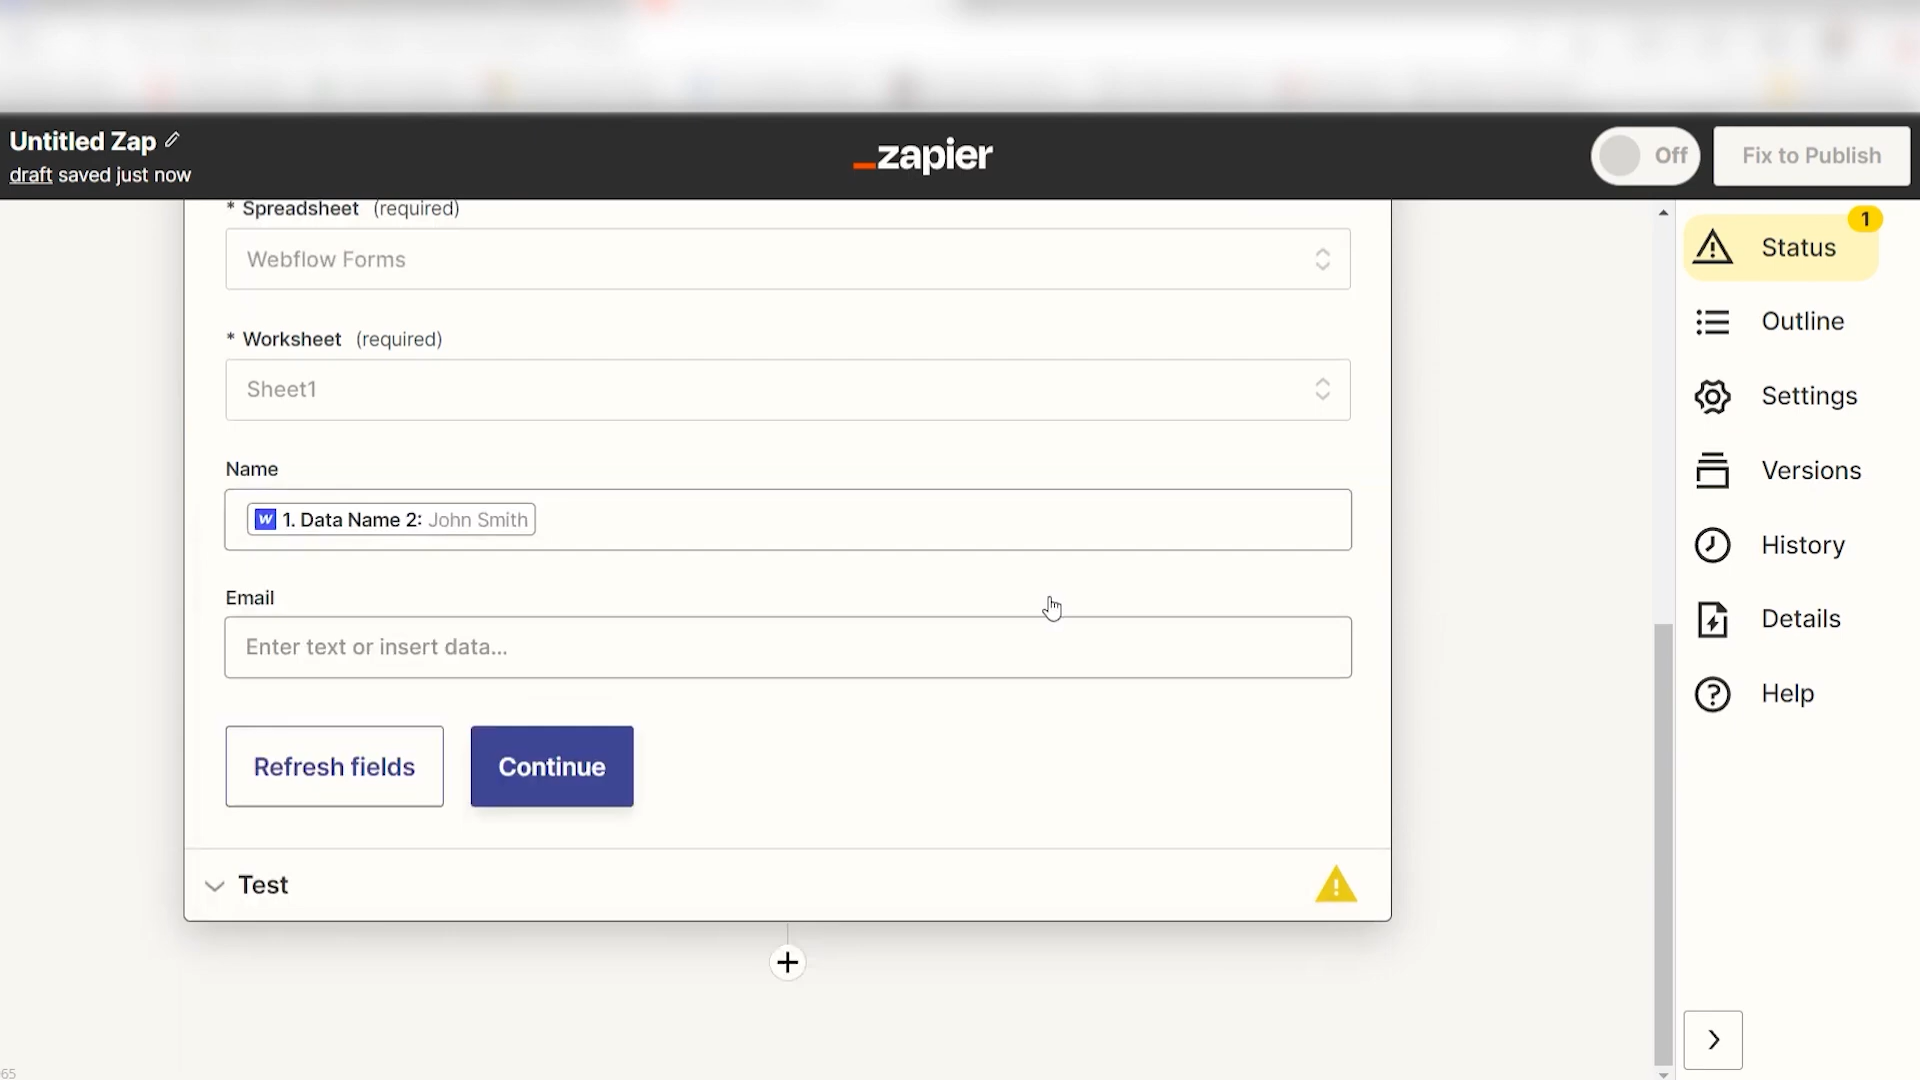 Untitled Zap
draft saved just now
_zapier
Off
Fix to Publish
* Spreadsheet (required)
Webflow Forms
* Worksheet (required)
Sheet1
Name
W 1. Data Name 2: John Smith
Email
Enter text or insert data...
Refresh fields
Continue
Test
1
Status
Outline
Settings
Versions
History
Details
Help
65